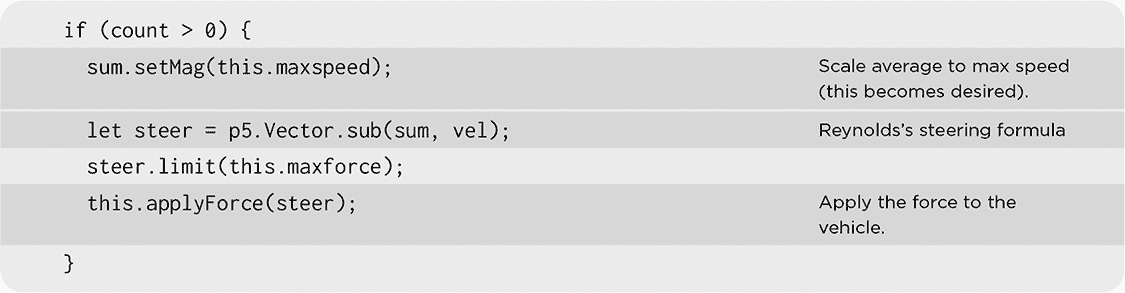 if (count > 0) {
sum.setMag(this.maxspeed);
Scale average to max speed
(this becomes desired).
let steer = p5.Vector.sub(sum, vel);
Reynolds's steering formula
steer.limit(this.maxforce);
this.applyForce(steer);
Apply the force to the
vehicle.
}